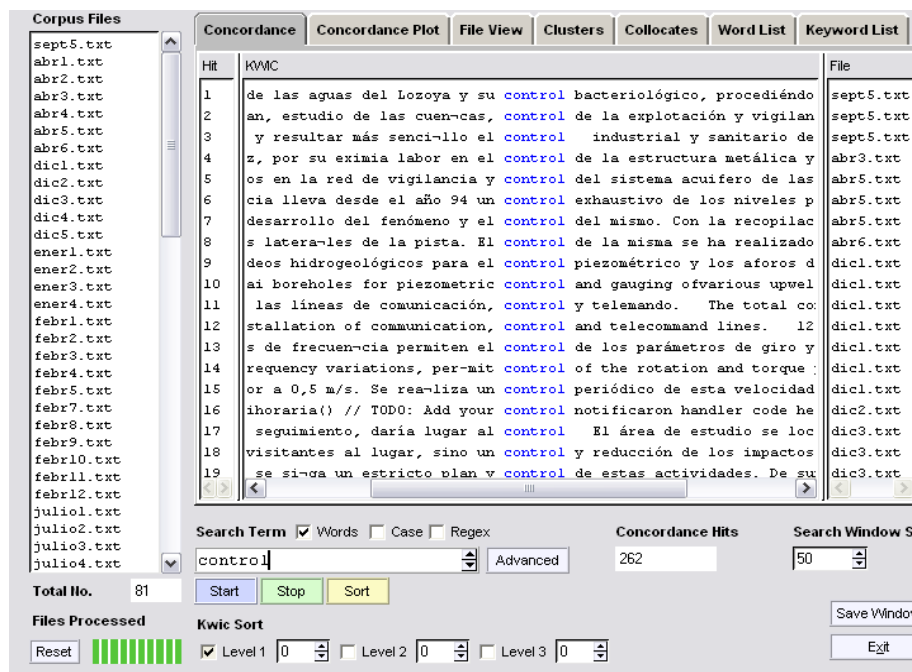 Corpus Files
sept5.txt
abr1.txt
abr2.txt
abr3.txt
abr4.txt
abr5.txt
abr6.txt
dic1.txt
dic2.txt
dic3.txt
dic4.txt
dic5.txt
ener1.txt
ener2.txt
ener3.txt
ener4.txt
febr1.txt
febr2.txt
febr3.txt
febr4.txt
febr5.txt
febr7.txt
febr8.txt
febr9.txt
febr10.txt
febr11.txt
febr12.txt
julio1.txt
julio2.txt
julio3.txt
julio4.txt
Total No. 81
Files Processed
Reset
Concordance Concordance Plot File View Clusters Collocates Word List Keyword List
Hit KWIC File
1 de las aguas del Lozoya y su control bacteriológico, procediéndo sept5.txt
2 an, estudio de las cuen¬cas, control de la explotación y vigilan sept5.txt
3 y resultar más senci¬llo el control industrial y sanitario de sept5.txt
4 z, por su eximia labor en el control de la estructura metálica y abr3.txt
5 os en la red de vigilancia y control del sistema acuifero de las abr5.txt
6 cia lleva desde el año 94 un control exhaustivo de los niveles p abr5.txt
7 desarrollo del fenómeno y el control del mismo. Con la recopilac abr5.txt
8 s latera¬les de la pista. El control de la misma se ha realizado abr6.txt
9 deos hidrogeológicos para el control piezométrico y los aforos d dic1.txt
10 ai boreholes for piezometric control and gauging ofvarious upwel dic1.txt
11 las líneas de comunicación, control y telemando. The total co dic1.txt
12 stallation of communication, control and telecommand lines. 12 dic1.txt
13 s de frecuen¬cia permiten el control de los parámetros de giro y dic1.txt
14 requency variations, per-mit control of the rotation and torque dic1.txt
15 or a 0,5 m/s. Se rea¬liza un control periódico de esta velocidad dic1.txt
16 ihoraria() // TODO: Add your control notificaron handler code he dic2.txt
17 seguimiento, daría lugar al control El área de estudio se loc dic3.txt
18 visitantes al lugar, sino un control y reducción de los impactos dic3.txt
19 se si¬ga un estricto plan y control de estas actividades. De su dic3.txt
Search Term Words Case Regex Concordance Hits Search Window S
control Advanced 262 50
Start Stop Sort
Kwic Sort
Level 1 0 Level 2 0 Level 3 0
Save Window
Exit